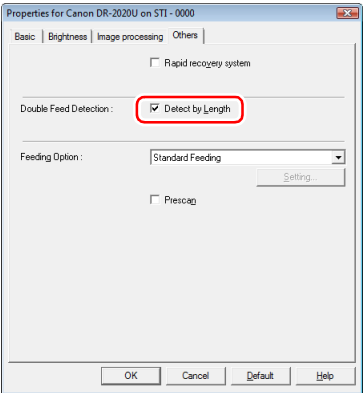 Properties for Canon DR-2020U on STI - 0000
Basic Brightness Image processing Others
Rapid recovery system
Double Feed Detection : Detect by Length
Feeding Option : Standard Feeding
Setting...
Prescan
OK Cancel Default Help